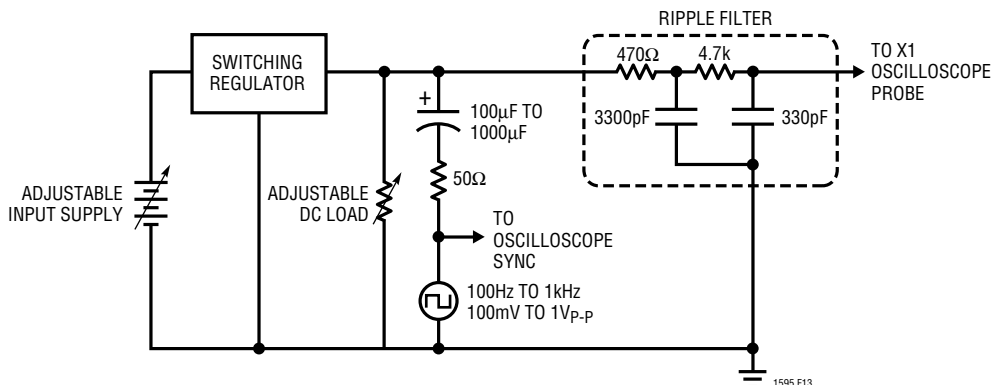 RIPPLE FILTER
SWITCHING
REGULATOR
470Ω
4.7k
TO X1
OSCILLOSCOPE
PROBE
+
100µF TO
1000µF
3300pF
330pF
ADJUSTABLE
INPUT SUPPLY
ADJUSTABLE
DC LOAD
50Ω
TO
OSCILLOSCOPE
SYNC
100Hz TO 1kHz
100mV TO 1VP-P
1595 F13